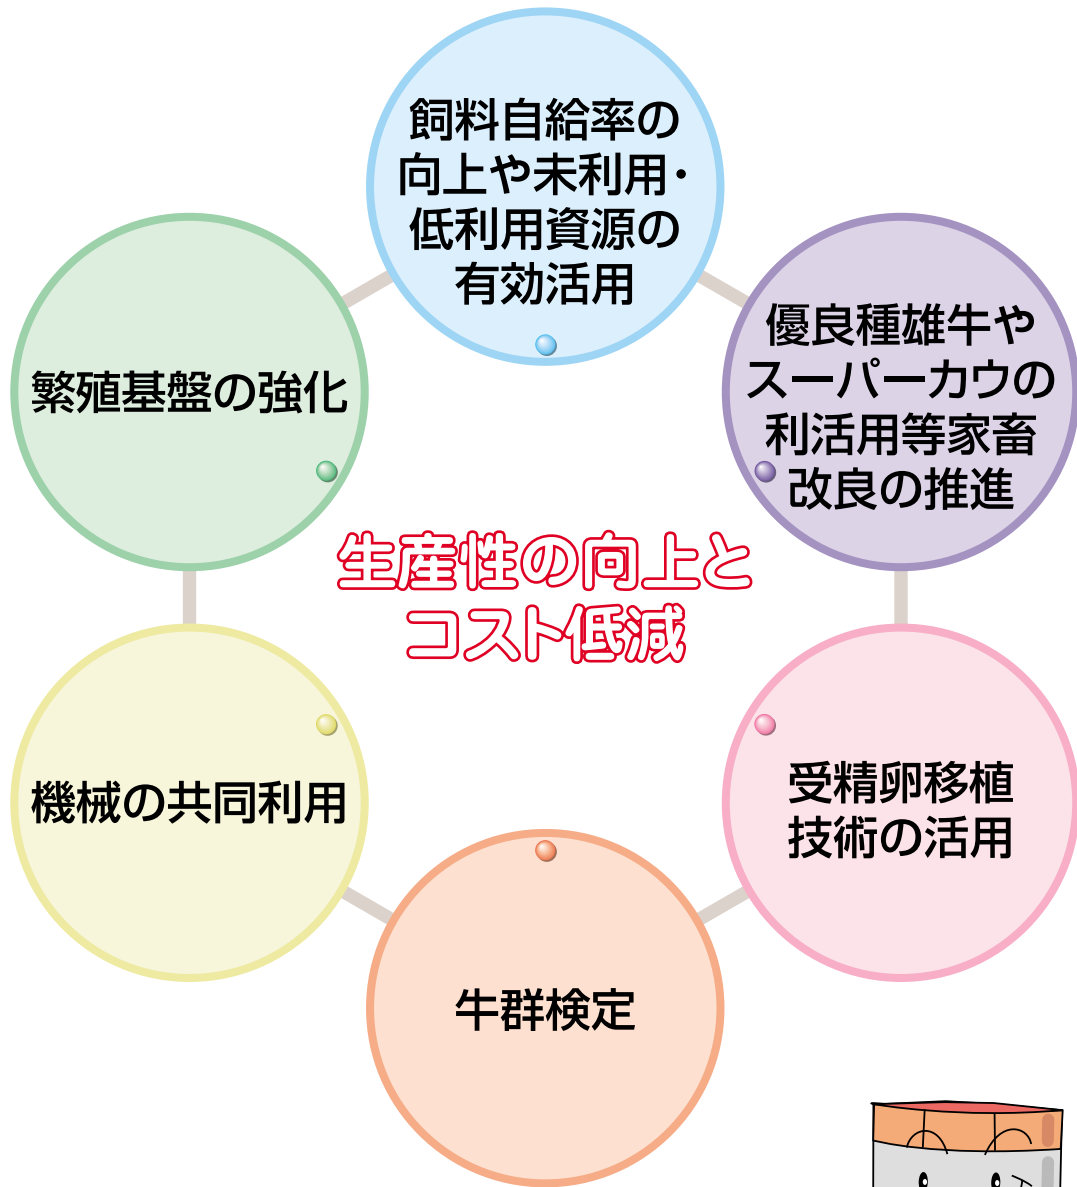 飼料自給率の
向上や未利用・
低利用資源の
有効活用
優良種雄牛や
スーパーカウの
利活用等家畜
改良の推進
繁殖基盤の強化
生産性の向上と
コスト低減
機械の共同利用
受精卵移植
技術の活用
牛群検定